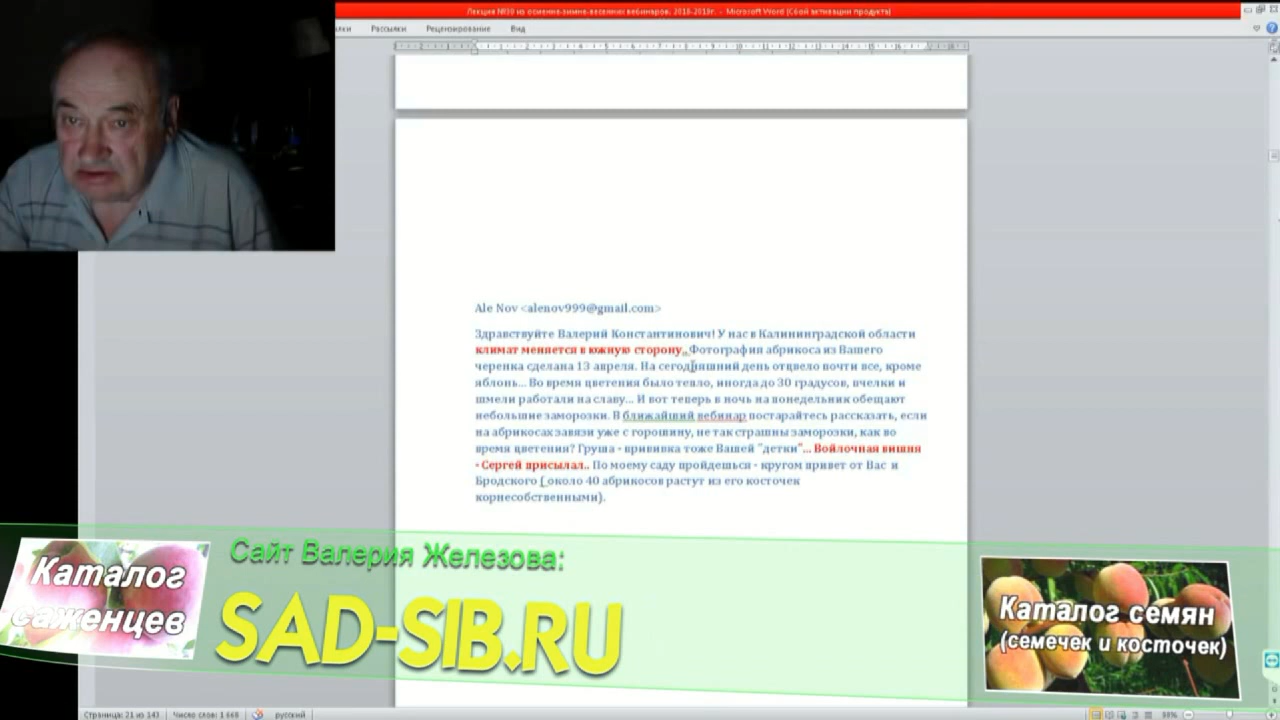 Лекция №30 из осенне-зимне-весенних вебинаров, 2018-2019г. - Microsoft Word (Сбой активации продукта)
Рассылки Рецензирование Вид
Ale Nov <alenov999@gmail.com>
Здравствуйте Валерий Константинович! У нас в Калининградской области
климат меняется в южную сторону.. Фотография абрикоса из Вашего
черенка сделана 13 апреля. На сегодняшний день отцвело почти все, кроме
яблонь... Во время цветения было тепло, иногда до 30 градусов, пчелки и
шмели работали на славу... И вот теперь в ночь на понедельник обещают
небольшие заморозки. В ближайший вебинар постарайтесь рассказать, если
на абрикосах завязи уже с горошину, не так страшны заморозки, как во
время цветения? Груша - прививка тоже Вашей "детки"... Войлочная вишня
- Сергей присылал.. По моему саду пройдешься - кругом привет от Вас и
Бродского ( около 40 абрикосов растут из его косточек
корнесобственными).
Сайт Валерия Железова:
SAD-SIB.RU
Каталог
саженцев
Каталог семян
(семечек и косточек)
Страница: 21 из 143 Число слов: 1 668 русский 98%